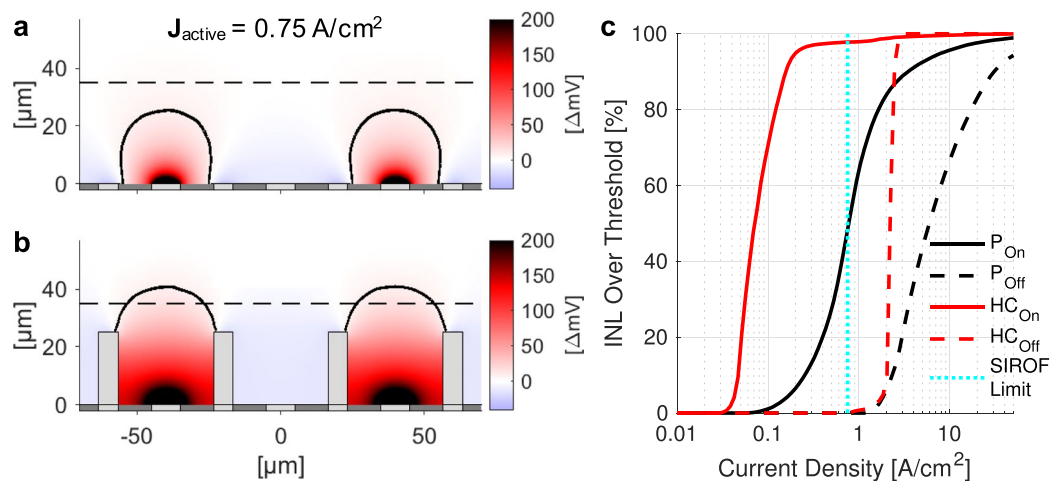 a
J_active = 0.75 A/cm²
[µm]
40
20
0
200
150
100
50
0
[ΔmV]
b
[µm]
40
20
0
-50
0
50
[µm]
200
150
100
50
0
[ΔmV]
c
INL Over Threshold [%]
100
80
60
40
20
0
0.01
0.1
1
10
Current Density [A/cm²]
P_On
P_Off
HC_On
HC_Off
SIROF
Limit